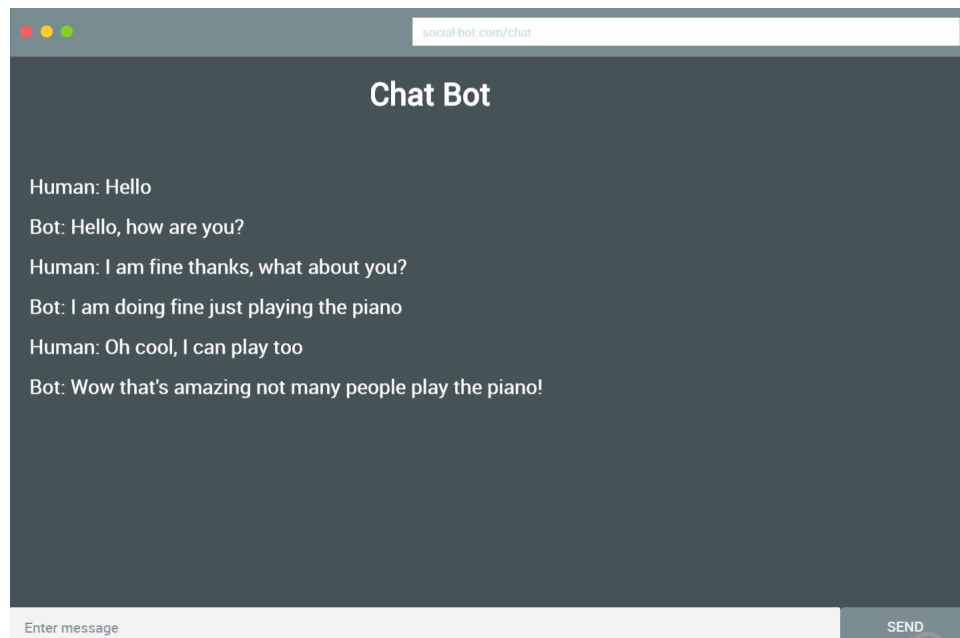 social-bot.com/chat
Chat Bot
Human: Hello
Bot: Hello, how are you?
Human: I am fine thanks, what about you?
Bot: I am doing fine just playing the piano
Human: Oh cool, I can play too
Bot: Wow that's amazing not many people play the piano!
Enter message
SEND